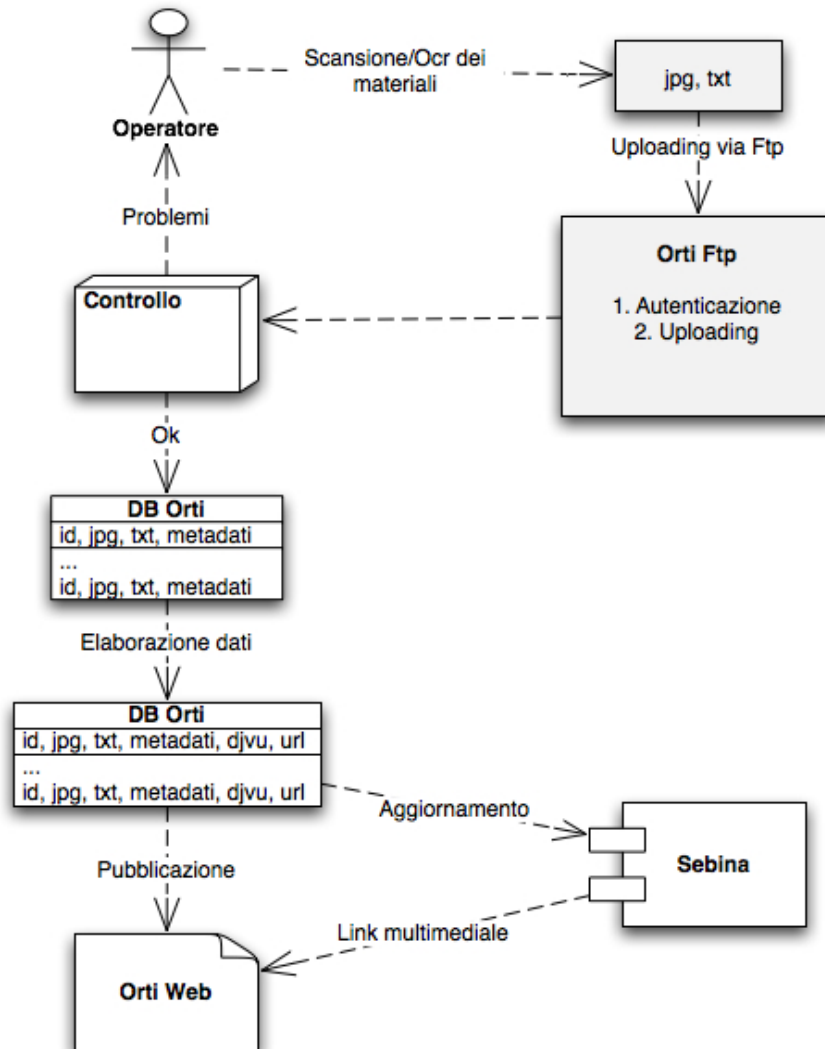 Scansione/Ocr dei
materiali
jpg, txt
Operatore
Uploading via Ftp
Problemi
Orti Ftp
1. Autenticazione
2. Uploading
Controllo
Ok
DB Orti
id, jpg, txt, metadati
...
id, jpg, txt, metadati
Elaborazione dati
DB Orti
id, jpg, txt, metadati, djvu, url
...
id, jpg, txt, metadati, djvu, url
Aggiornamento
Sebina
Pubblicazione
Link multimediale
Orti Web